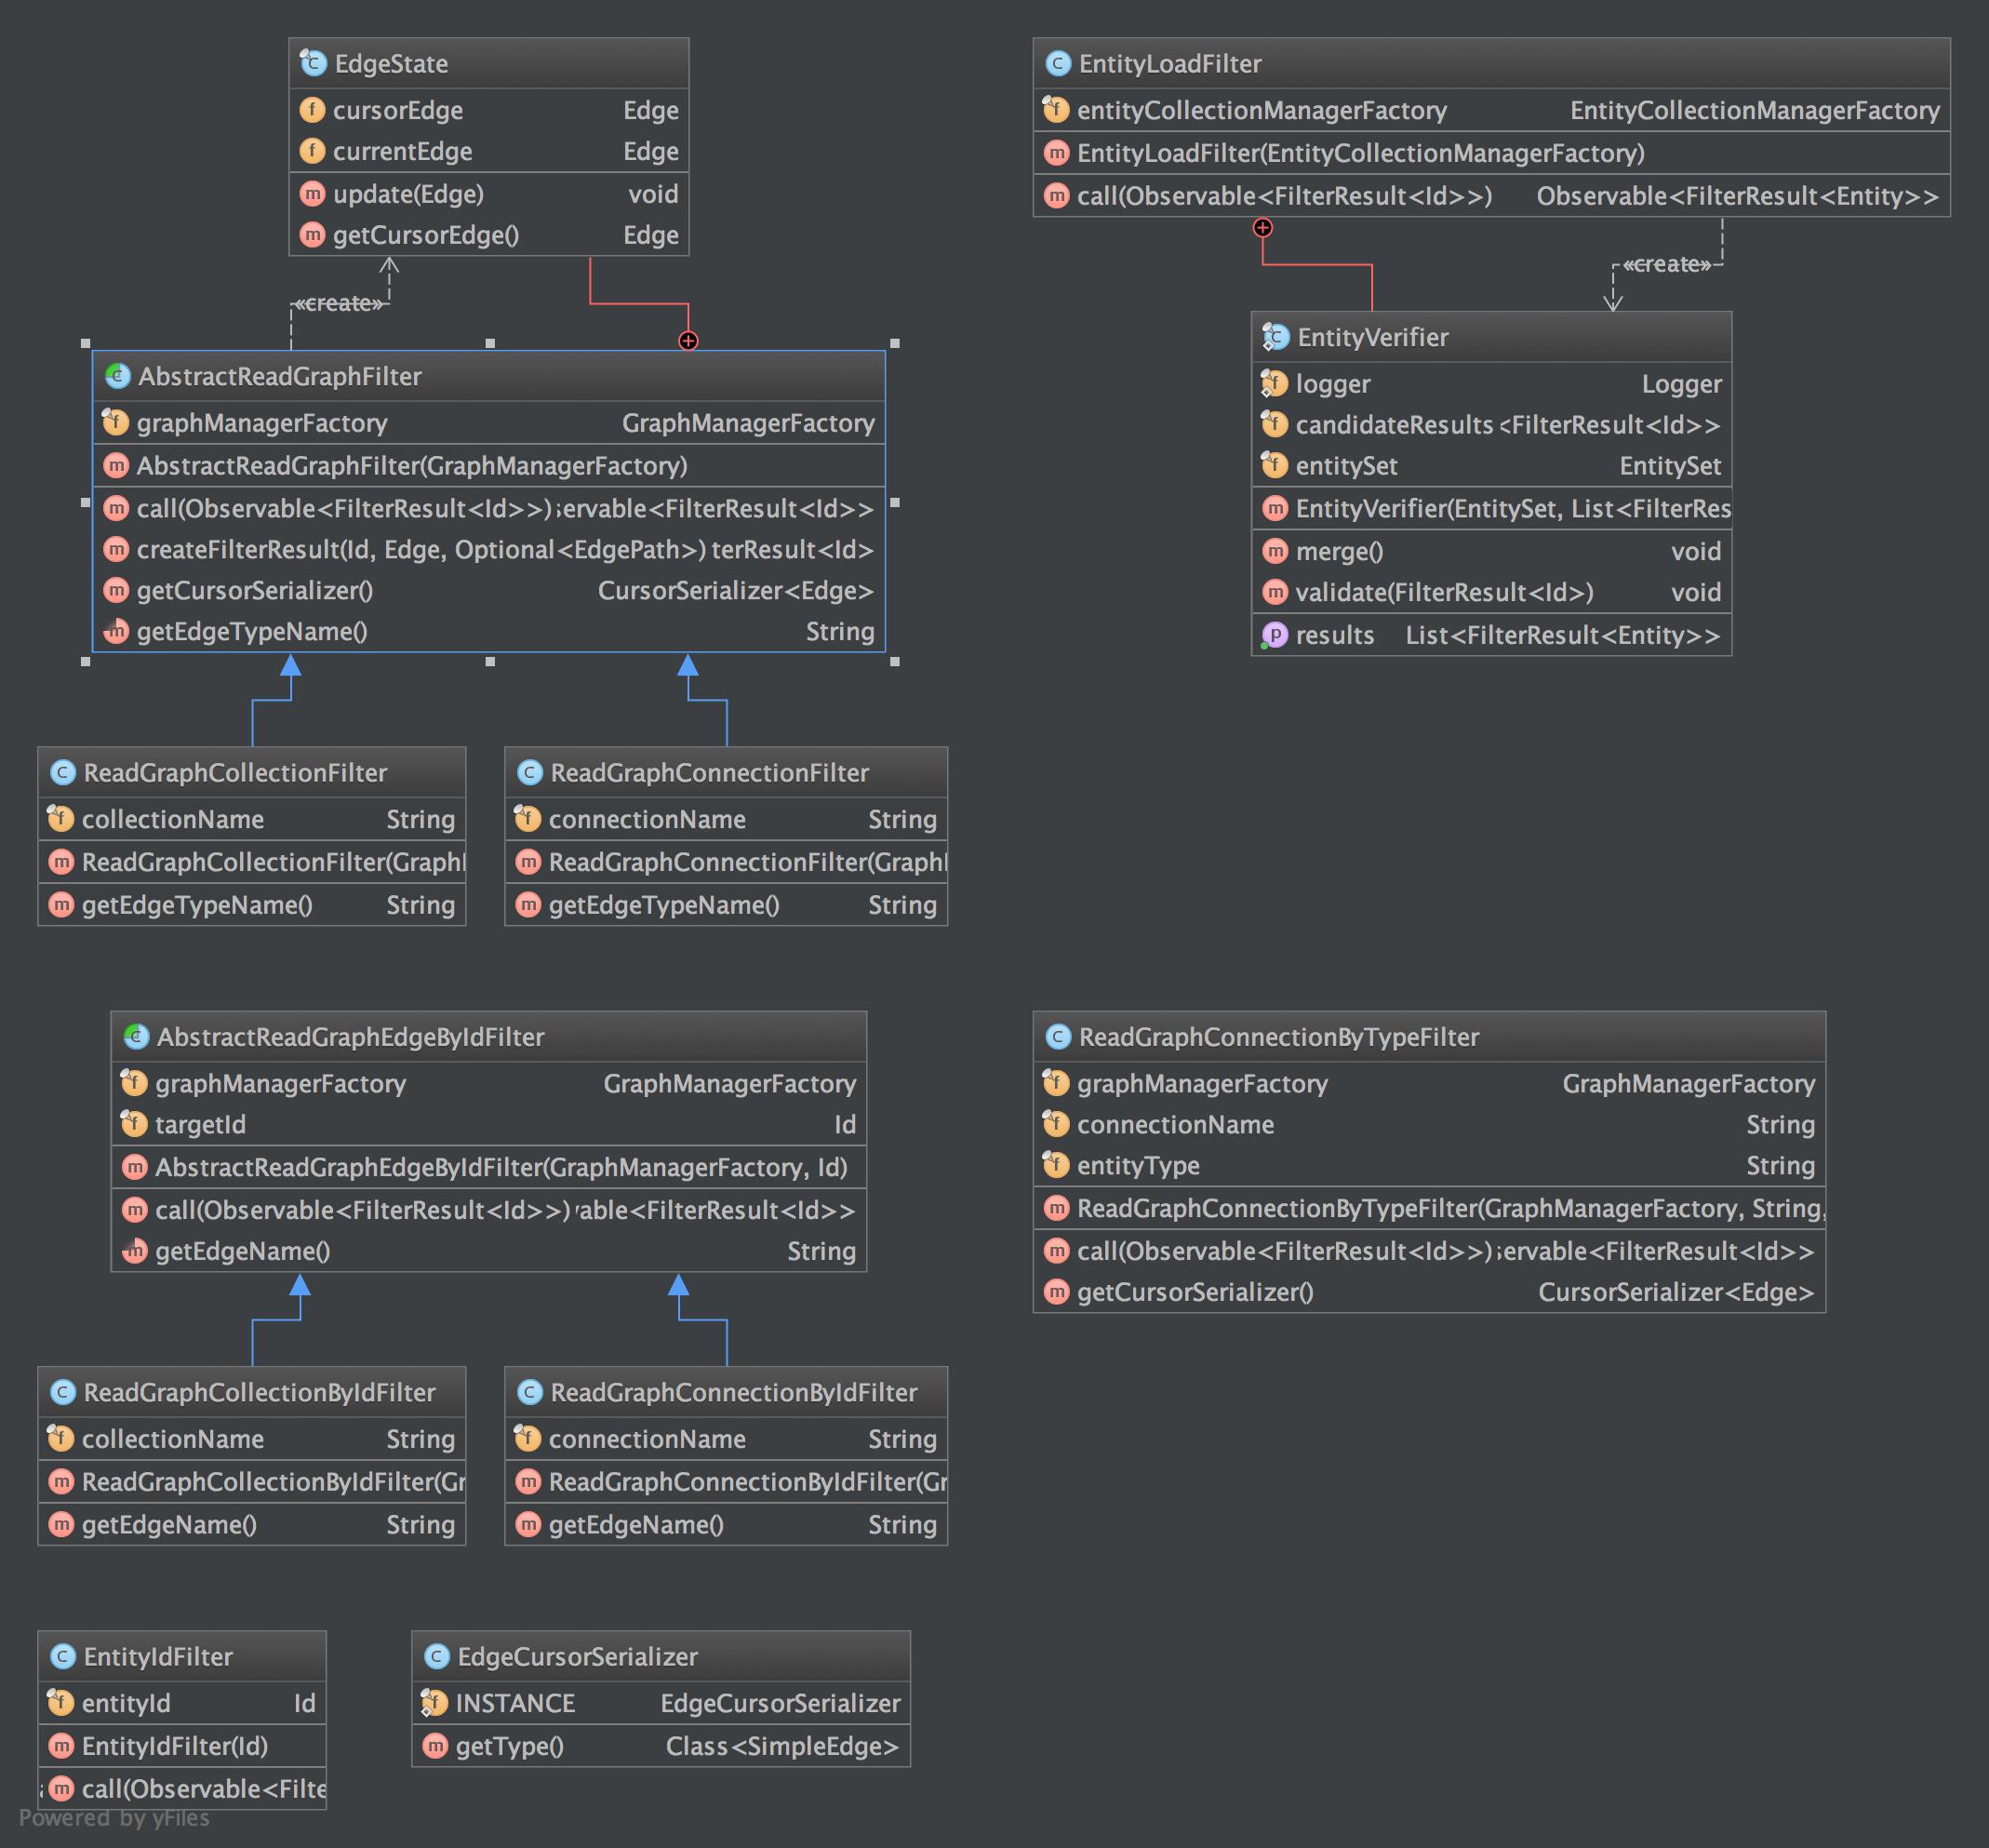 EdgeState
cursorEdge Edge
currentEdge Edge
update(Edge) void
getCursorEdge() Edge
«create»
AbstractReadGraphFilter
graphManagerFactory GraphManagerFactory
AbstractReadGraphFilter(GraphManagerFactory)
call(Observable<FilterResult<Id>>) servable<FilterResult<Id>>
createFilterResult(Id, Edge, Optional<EdgePath>) terResult<Id>
getCursorSerializer() CursorSerializer<Edge>
getEdgeTypeName() String
ReadGraphCollectionFilter
collectionName String
ReadGraphCollectionFilter(Graph
getEdgeTypeName() String
ReadGraphConnectionFilter
connectionName String
ReadGraphConnectionFilter(Graph
getEdgeTypeName() String
EntityLoadFilter
entityCollectionManagerFactory EntityCollectionManagerFactory
EntityLoadFilter(EntityCollectionManagerFactory)
call(Observable<FilterResult<Id>>) Observable<FilterResult<Entity>>
«create»
EntityVerifier
logger Logger
candidateResults <FilterResult<Id>>
entitySet EntitySet
EntityVerifier(EntitySet, List<FilterRes
merge() void
validate(FilterResult<Id>) void
results List<FilterResult<Entity>>
AbstractReadGraphEdgeByIdFilter
graphManagerFactory GraphManagerFactory
targetId Id
AbstractReadGraphEdgeByIdFilter(GraphManagerFactory, Id)
call(Observable<FilterResult<Id>>) vable<FilterResult<Id>>
getEdgeName() String
ReadGraphCollectionByIdFilter
collectionName String
ReadGraphCollectionByIdFilter(Gr
getEdgeName() String
ReadGraphConnectionByIdFilter
connectionName String
ReadGraphConnectionByIdFilter(Gr
getEdgeName() String
ReadGraphConnectionByTypeFilter
graphManagerFactory GraphManagerFactory
connectionName String
entityType String
ReadGraphConnectionByTypeFilter(GraphManagerFactory, String,
call(Observable<FilterResult<Id>>) servable<FilterResult<Id>>
getCursorSerializer() CursorSerializer<Edge>
EntityIdFilter
entityId Id
EntityIdFilter(Id)
call(Observable<Filte
EdgeCursorSerializer
INSTANCE EdgeCursorSerializer
getType() Class<SimpleEdge>
Powered by yFiles